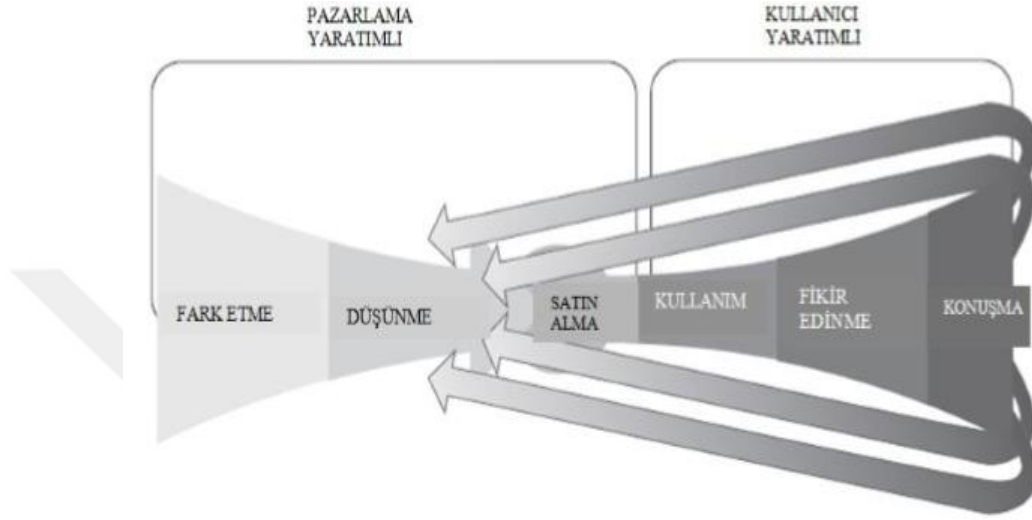 PAZARLAMA
YARATIMLI
KULLANICI
YARATIMLI
FARK ETME
DÜŞÜNME
SATIN
ALMA
KULLANIM
FİKİR
EDİNME
KONUŞMA